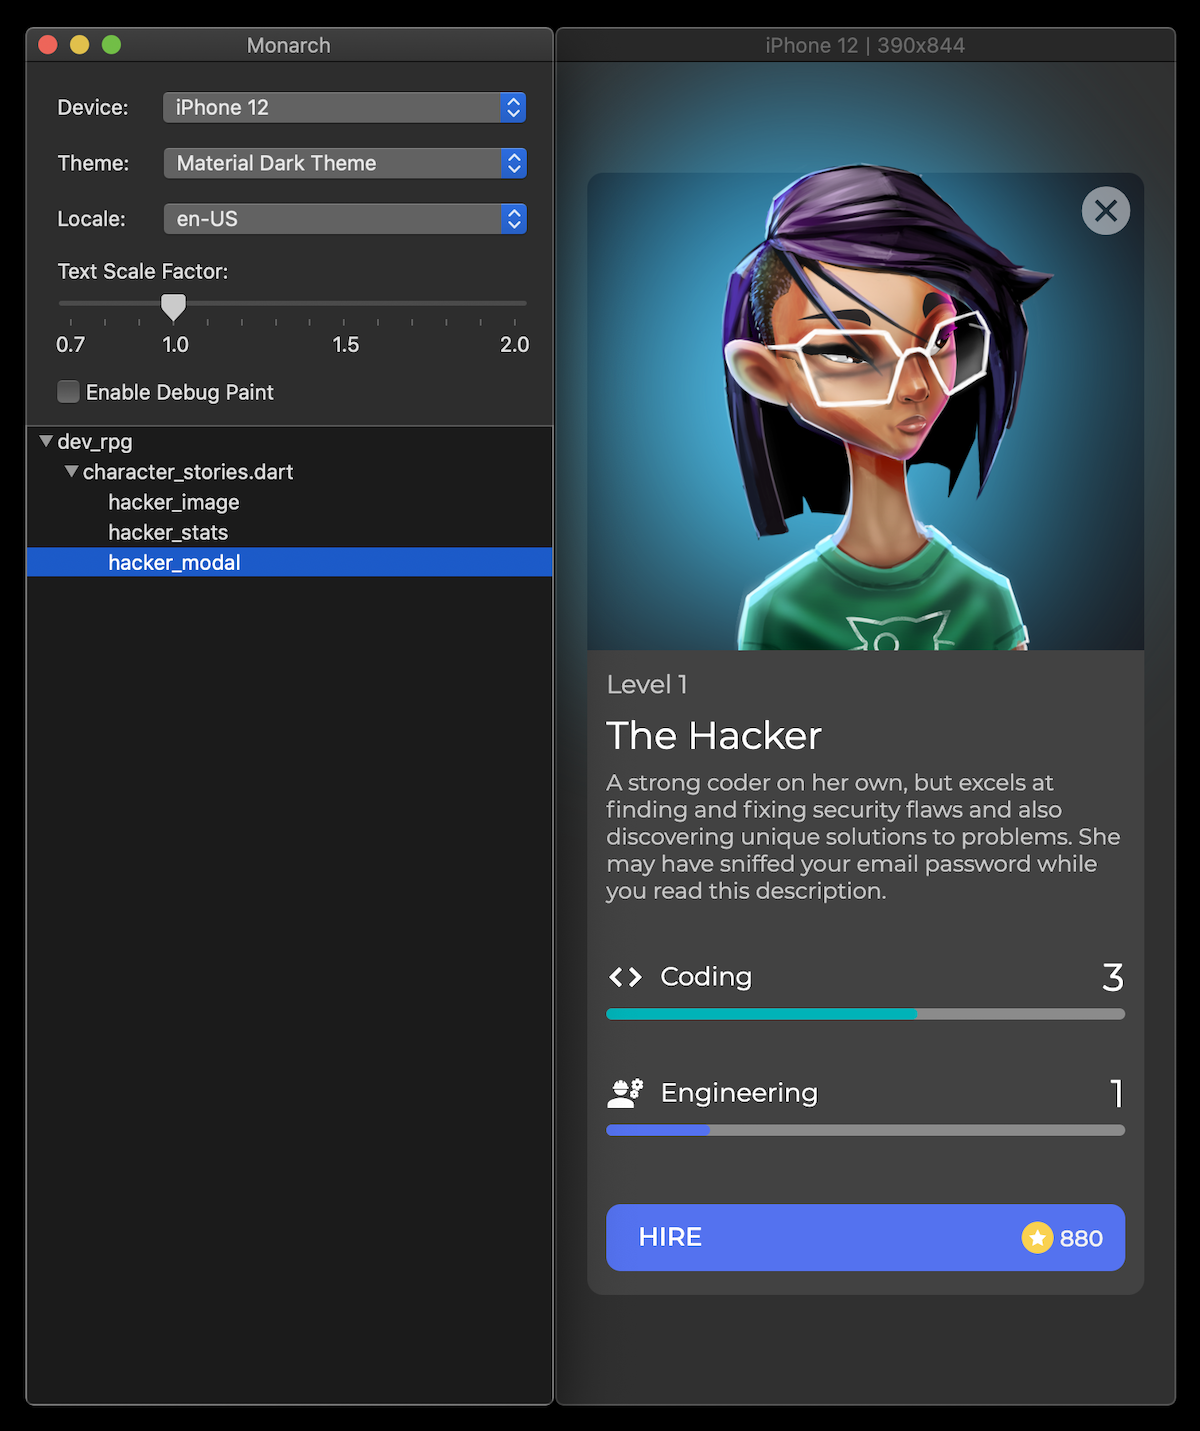 Monarch
Device:
iPhone 12
Theme:
Material Dark Theme
Locale:
en-US
Text Scale Factor:
0.7 1.0 1.5 2.0
Enable Debug Paint
dev_rpg
character_stories.dart
hacker_image
hacker_stats
hacker_modal
iPhone 12 | 390x844
Level 1
The Hacker
A strong coder on her own, but excels at
finding and fixing security flaws and also
discovering unique solutions to problems. She
may have sniffed your email password while
you read this description.
Coding 3
Engineering 1
HIRE 880